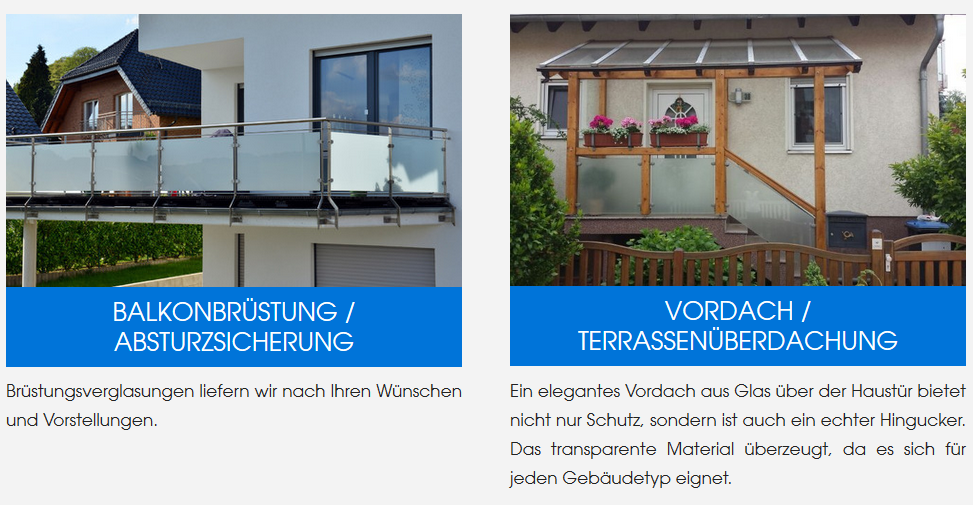 BALKONBRÜSTUNG /
ABSTURZSICHERUNG
Brüstungsverglasungen liefern wir nach Ihren Wünschen
und Vorstellungen.
VORDACH /
TERRASSENÜBERDACHUNG
Ein elegantes Vordach aus Glas über der Haustür bietet
nicht nur Schutz, sondern ist auch ein echter Hingucker.
Das transparente Material überzeugt, da es sich für
jeden Gebäudetyp eignet.